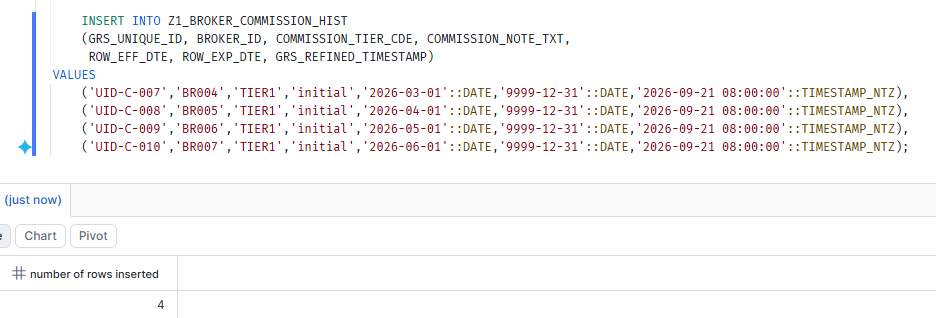 INSERT INTO Z1_BROKER_COMMISSION_HIST
(GRS_UNIQUE_ID, BROKER_ID, COMMISSION_TIER_CDE, COMMISSION_NOTE_TXT,
ROW_EFF_DTE, ROW_EXP_DTE, GRS_REFINED_TIMESTAMP)
VALUES
('UID-C-007','BR004','TIER1','initial','2026-03-01'::DATE,'9999-12-31'::DATE,'2026-09-21 08:00:00'::TIMESTAMP_NTZ),
('UID-C-008','BR005','TIER1','initial','2026-04-01'::DATE,'9999-12-31'::DATE,'2026-09-21 08:00:00'::TIMESTAMP_NTZ),
('UID-C-009','BR006','TIER1','initial','2026-05-01'::DATE,'9999-12-31'::DATE,'2026-09-21 08:00:00'::TIMESTAMP_NTZ),
('UID-C-010','BR007','TIER1','initial','2026-06-01'::DATE,'9999-12-31'::DATE,'2026-09-21 08:00:00'::TIMESTAMP_NTZ);
(just now)
Chart Pivot
# number of rows inserted
4